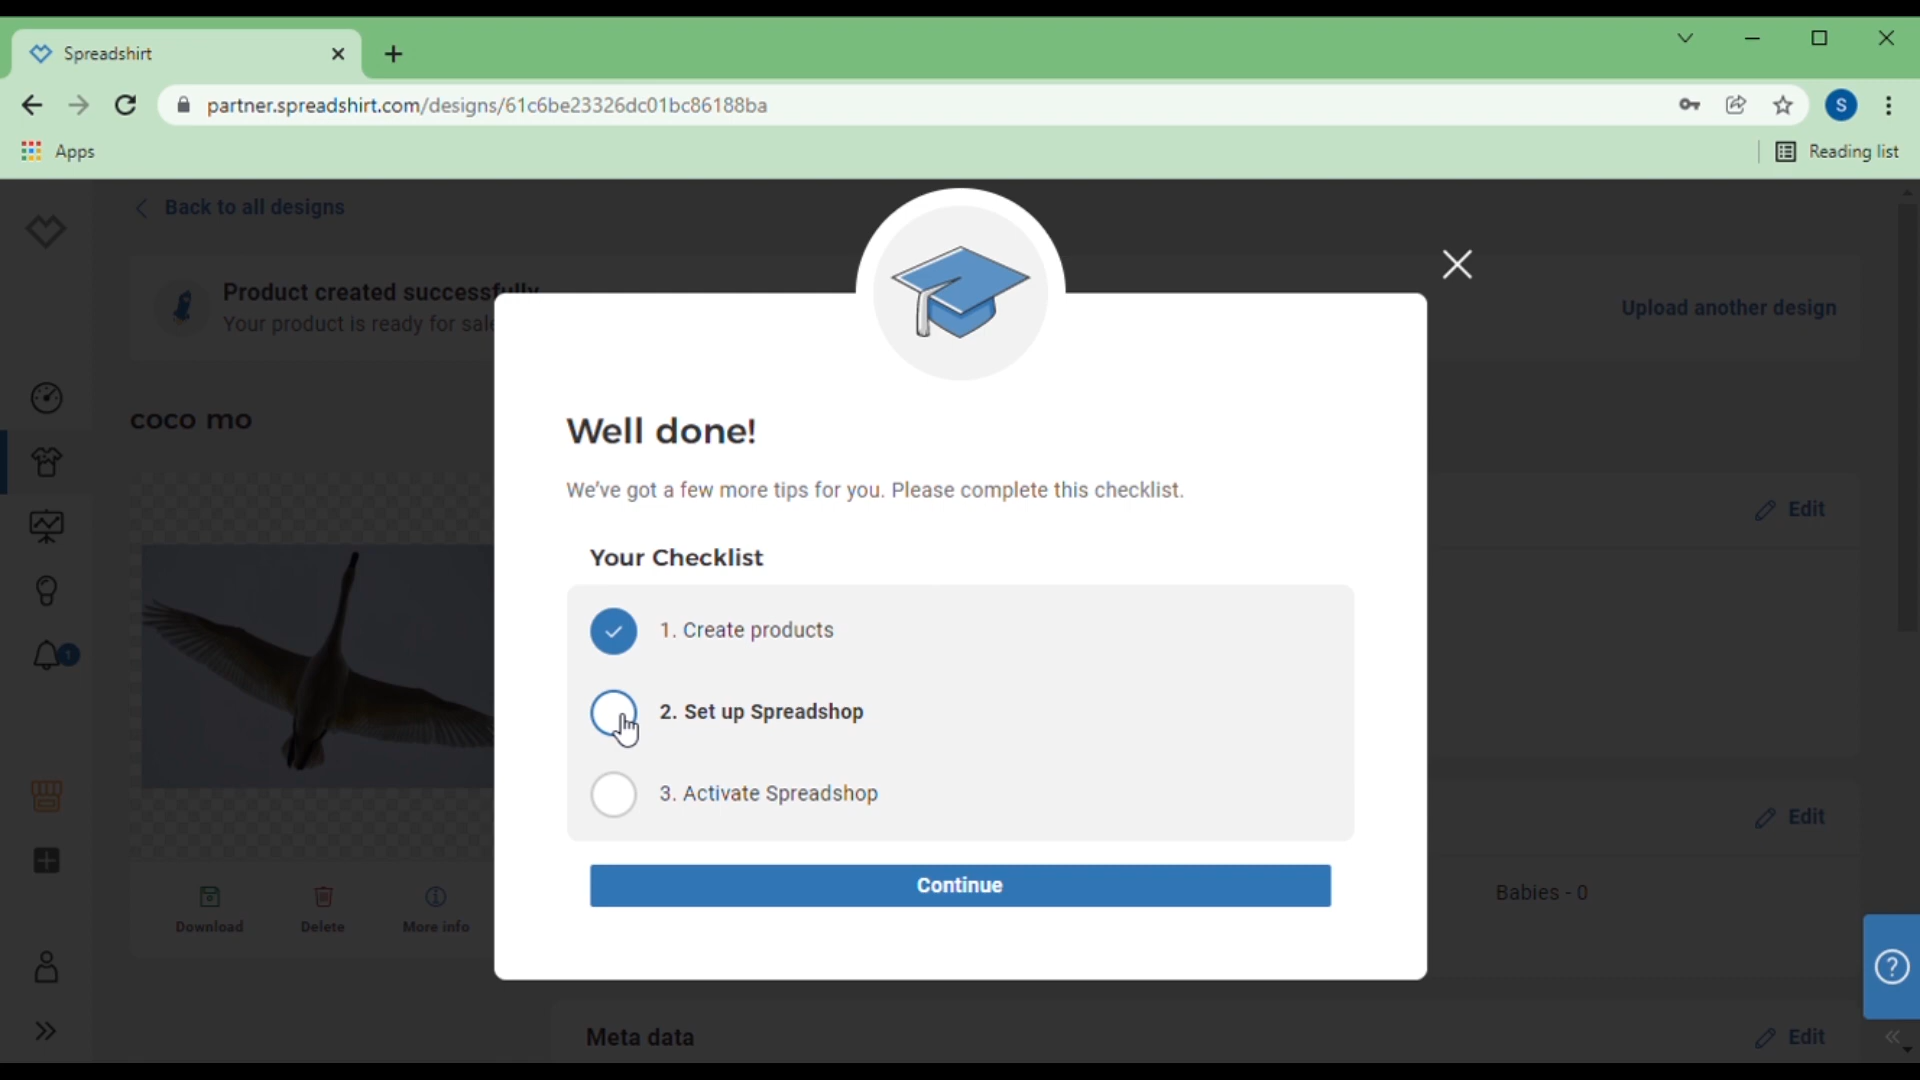 Spreadshirt
partner.spreadshirt.com/designs/61c6be23326dc01bc86188ba
S
Apps
Reading list
Back to all designs
Product created successfully
Your product is ready for sale
Upload another design
coco mo
Well done!
We've got a few more tips for you. Please complete this checklist.
Edit
Your Checklist
1. Create products
1
2. Set up Spreadshop
3. Activate Spreadshop
Edit
Continue
Babies - 0
Download
Delete
More info
Meta data
Edit